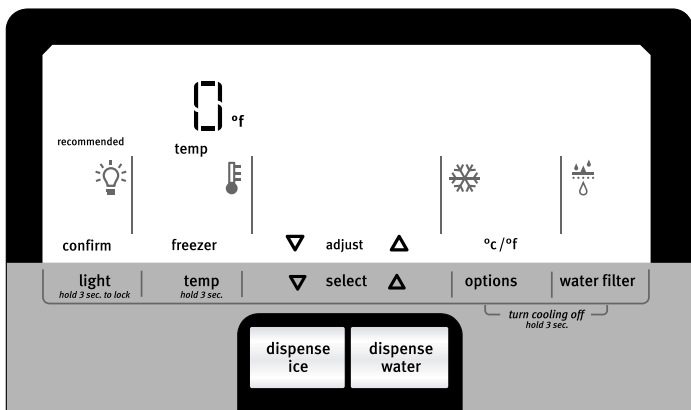 0 °f
recommended
temp
confirm
freezer
adjust
°c/°f
light
hold 3 sec. to lock
temp
hold 3 sec.
select
options
water filter
turn cooling off
hold 3 sec.
dispense
ice
dispense
water